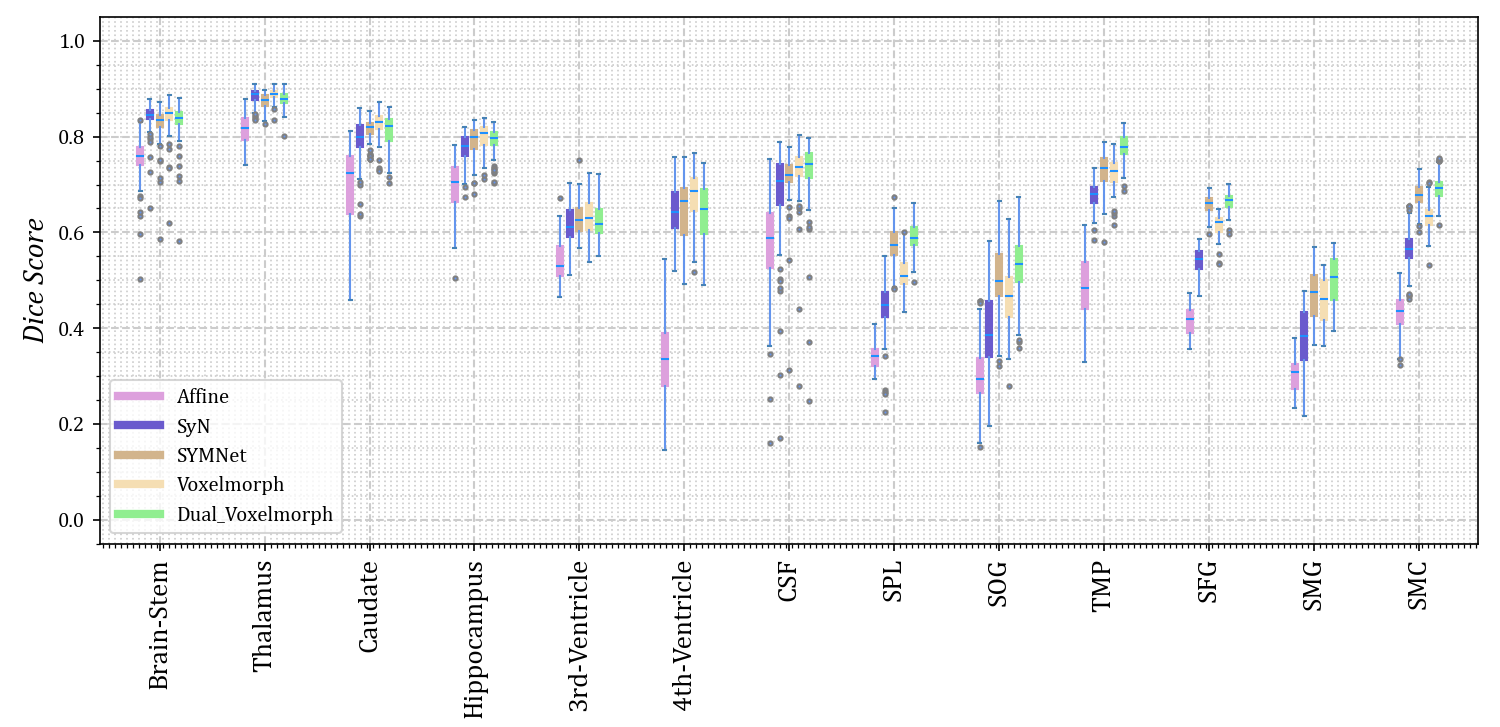 Dice Score
1.0
0.8
0.6
0.4
0.2
0.0
Affine
SyN
SYMNet
Voxelmorph
Dual_Voxelmorph
Brain-Stem
Thalamus
Caudate
Hippocampus
3rd-Ventricle
4th-Ventricle
CSF
SPL
SOG
TMP
SFG
SMG
SMC